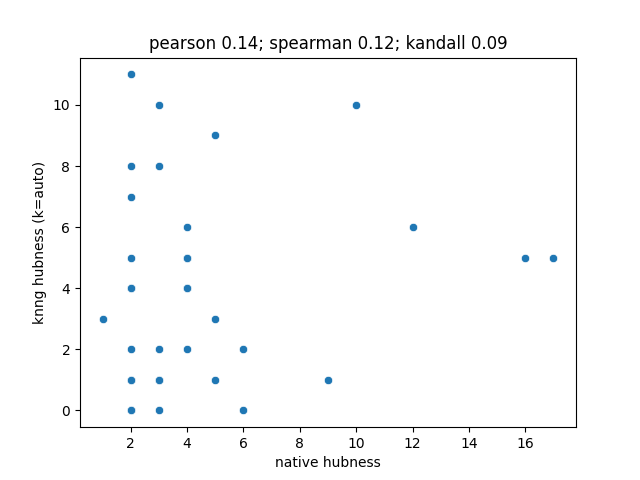 pearson 0.14; spearman 0.12; kandall 0.09
knng hubness (k=auto)
10
8
6
4
2
0
2 4 6 8 10 12 14 16
native hubness